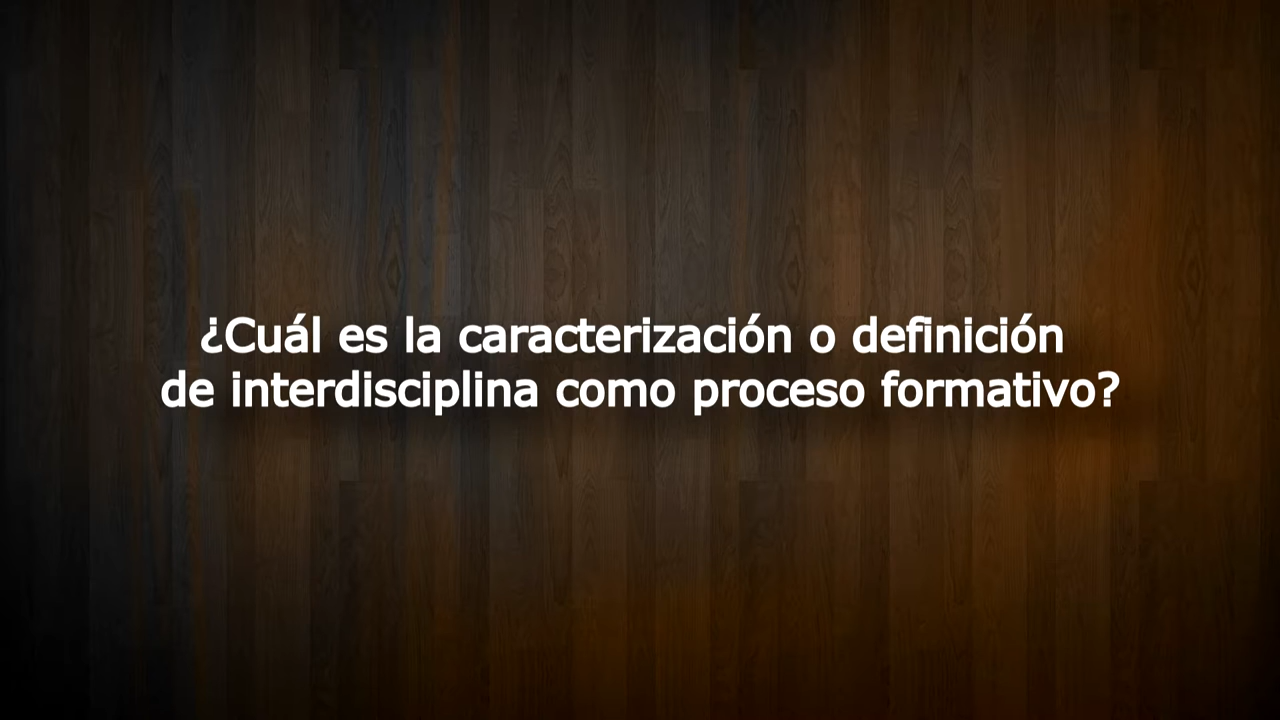 ¿Cuál es la caracterización o definición
de interdisciplina como proceso formativo?